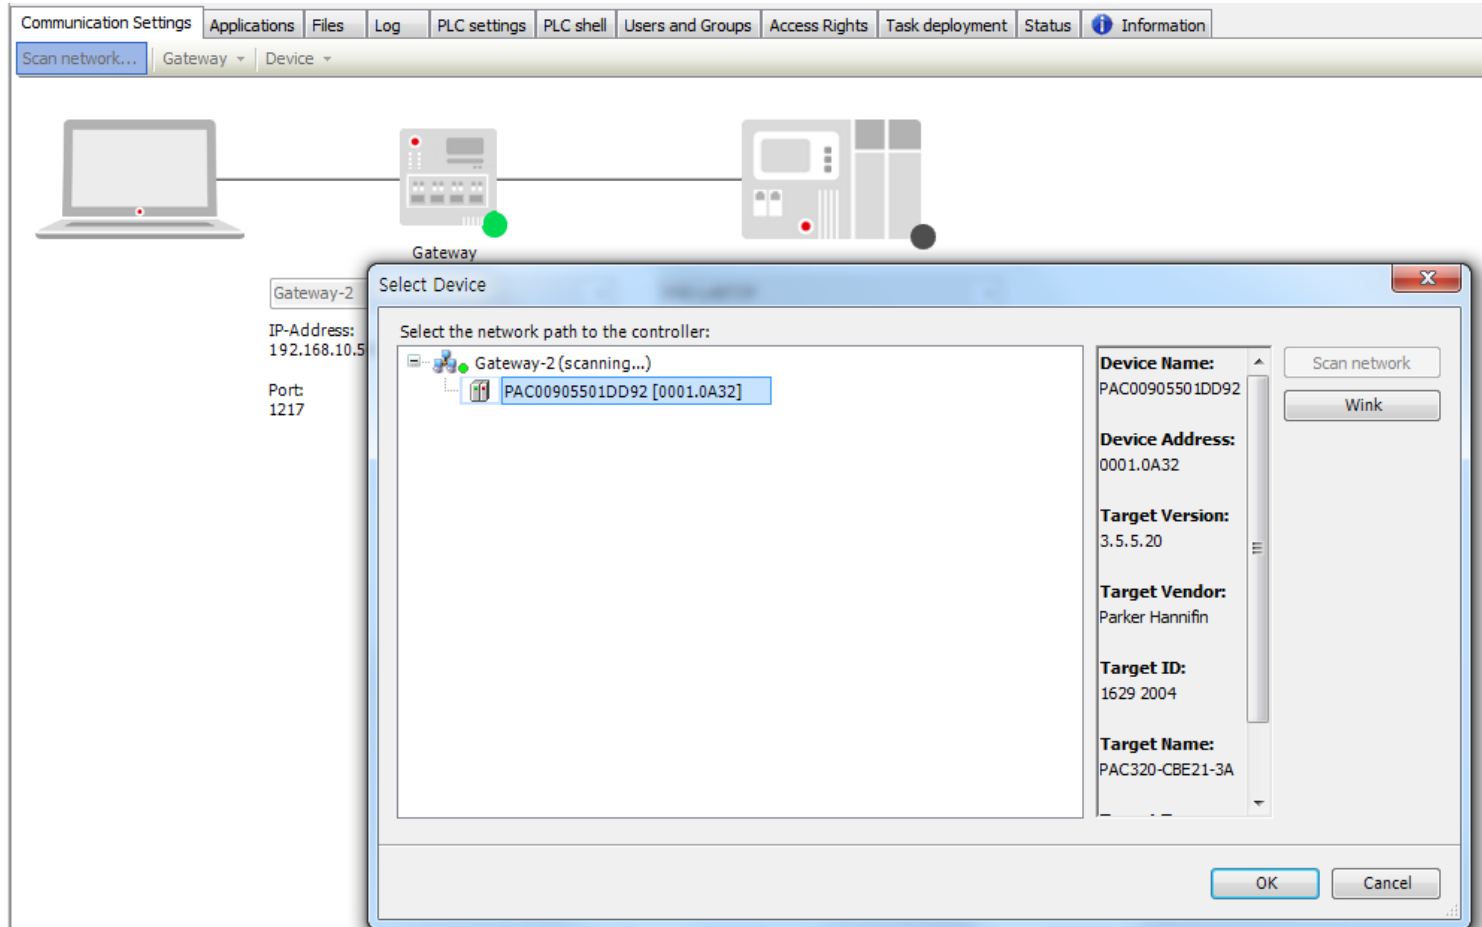 Communication Settings Applications Files Log PLC settings PLC shell Users and Groups Access Rights Task deployment Status Information
Scan network... Gateway Device
Gateway
Gateway-2
IP-Address:
192.168.10.5
Port:
1217
Select Device
Select the network path to the controller:
Gateway-2 (scanning...)
PAC00905501DD92 [0001.0A32]
Device Name:
PAC00905501DD92
Device Address:
0001.0A32
Target Version:
3.5.5.20
Target Vendor:
Parker Hannifin
Target ID:
1629 2004
Target Name:
PAC320-CBE21-3A
Scan network
Wink
OK Cancel